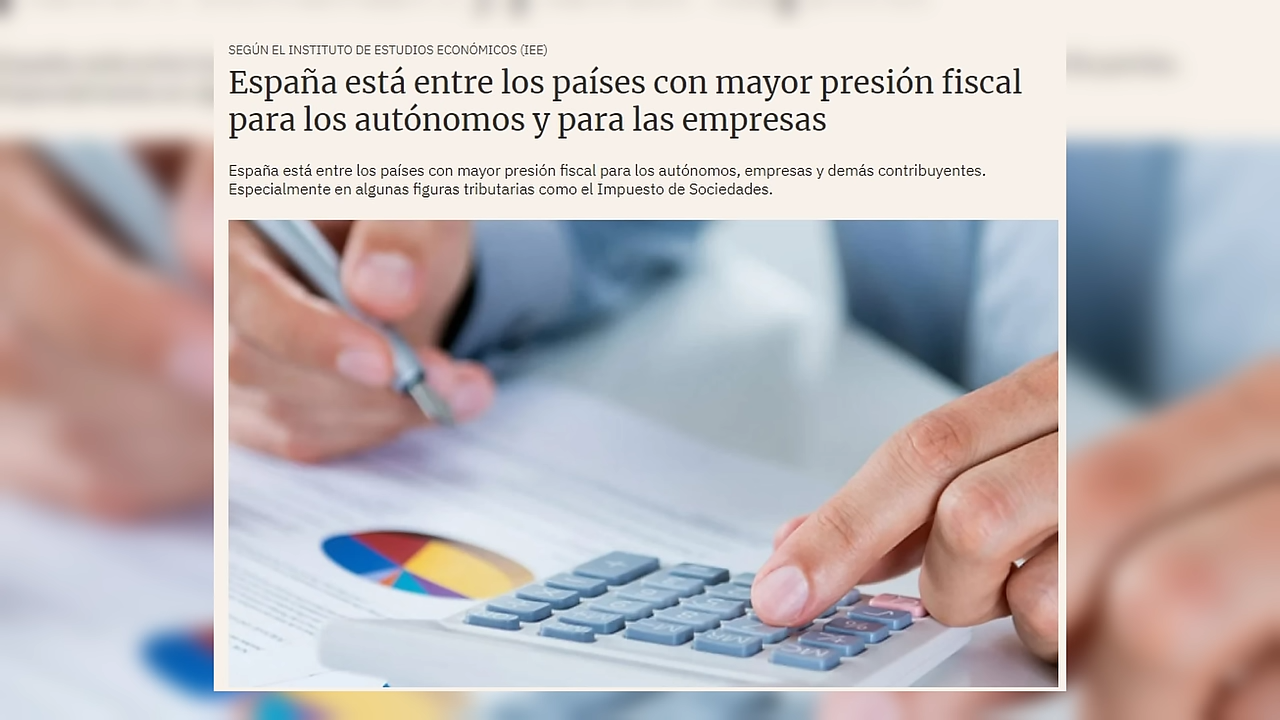 SEGÚN EL INSTITUTO DE ESTUDIOS ECONÓMICOS (IEE)
España está entre los países con mayor presión fiscal
para los autónomos y para las empresas
España está entre los países con mayor presión fiscal para los autónomos, empresas y demás contribuyentes.
Especialmente en algunas figuras tributarias como el Impuesto de Sociedades.